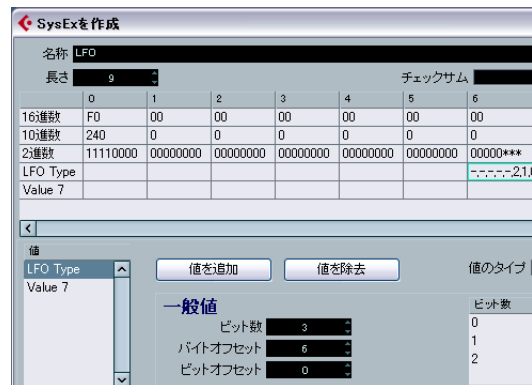 SysExを作成
名称 LFO
長さ 9 チェックサム
0 1 2 3 4 5 6
16進数 F0 00 00 00 00 00 00
10進数 240 0 0 0 0 0 0
2進数 11110000 00000000 00000000 00000000 00000000 00000000 00000***
LFO Type -,-,-,-,-,2,1,
Value 7
値
LFO Type 値を追加 値を除去 値のタイプ
Value 7
一般値 ビット数
ビット数 3 0
バイトオフセット 6 1
ビットオフセット 0 2